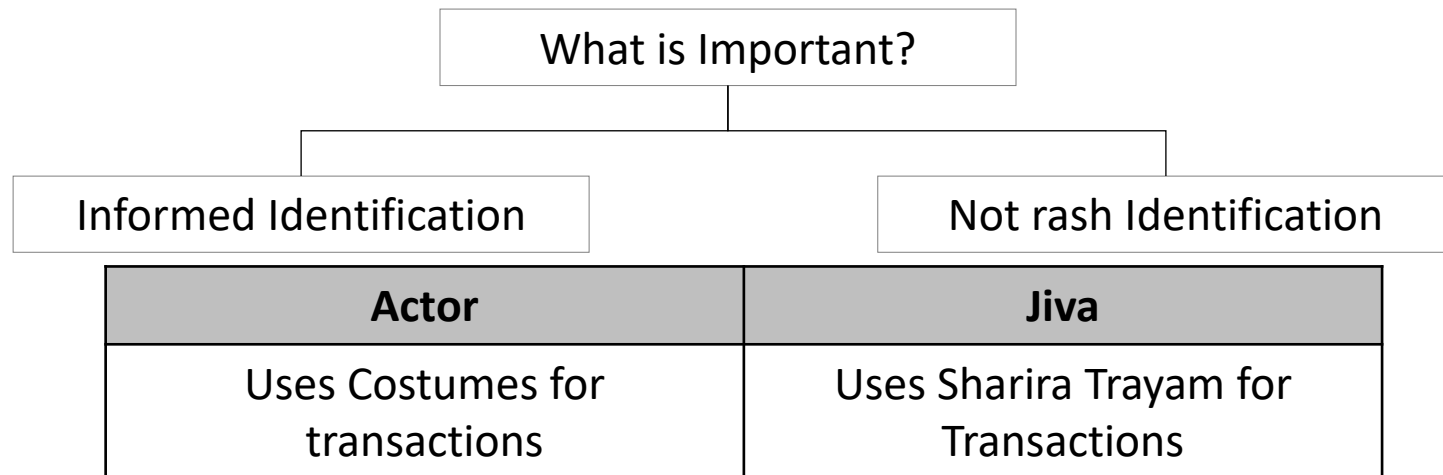 What is Important?
Informed Identification
Not rash Identification
Actor
Jiva
Uses Costumes for
transactions
Uses Sharira Trayam for
Transactions